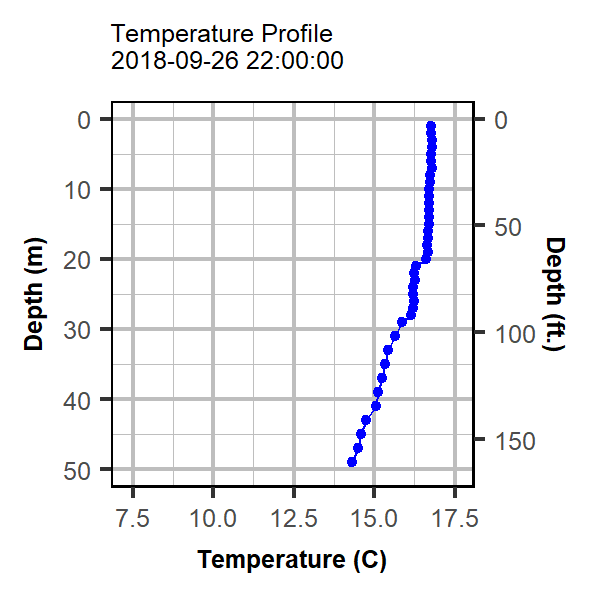 Temperature Profile
2018-09-26 22:00:00
0
10
20
30
40
50
Depth (m)
0
50
100
150
Depth (ft.)
7.5 10.0 12.5 15.0 17.5
Temperature (C)